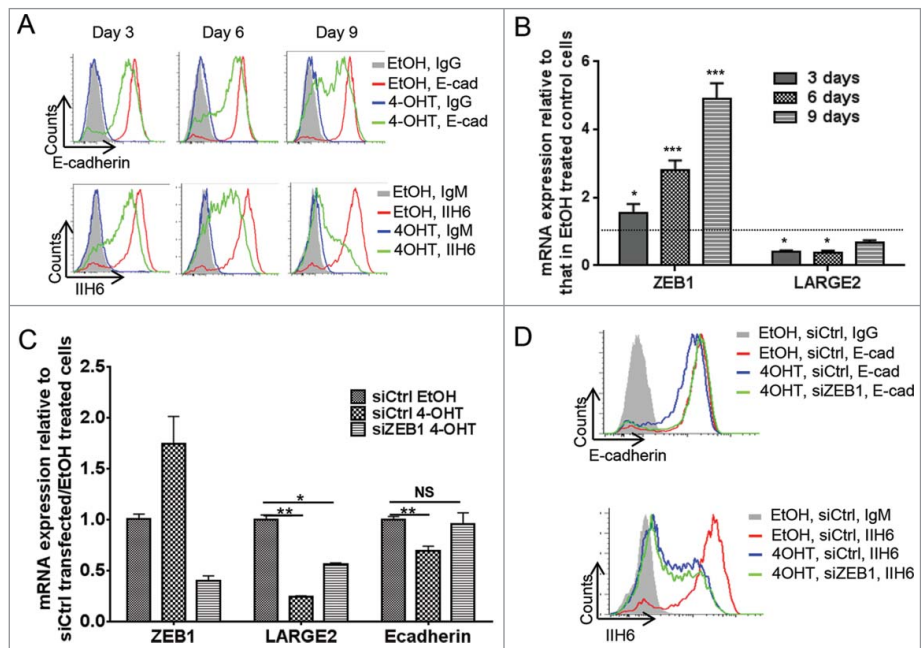 A
Day 3
Day 6
Day 9
EtOH, IgG
EtOH, E-cad
4-OHT, IgG
4-OHT, E-cad
Counts
E-cadherin
EtOH, IgM
EtOH, IIH6
4OHT, IgM
4OHT, IIH6
Counts
IIH6
B
mRNA expression relative to
that in EtOH treated control cells
6
4
2
0
3 days
6 days
9 days
*
***
***
*
*
ZEB1
LARGE2
C
mRNA expression relative to
siCtrl transfected/EtOH treated cells
2.5
2.0
1.5
1.0
0.5
0.0
siCtrl EtOH
siCtrl 4-OHT
siZEB1 4-OHT
*
**
NS
**
ZEB1
LARGE2
Ecadherin
D
EtOH, siCtrl, IgG
EtOH, siCtrl, E-cad
4OHT, siCtrl, E-cad
4OHT, siZEB1, E-cad
Counts
E-cadherin
EtOH, siCtrl, IgM
EtOH, siCtrl, IIH6
4OHT, siCtrl, IIH6
4OHT, siZEB1, IIH6
Counts
IIH6